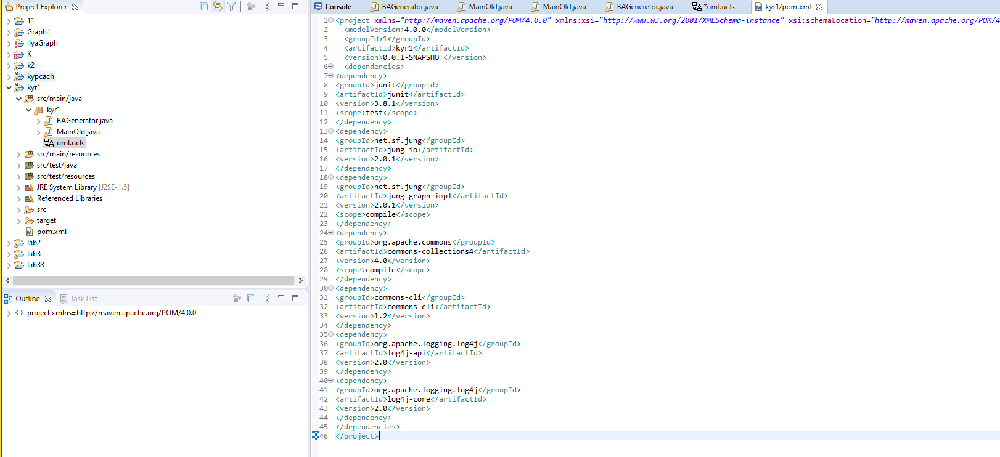 Project Explorer
11
Graph1
IlyaGraph
K
k2
kypcach
kyr1
src/main/java
kyr1
BAGenerator.java
MainOld.java
uml.ucls
src/main/resources
src/test/java
src/test/resources
JRE System Library [J2SE-1.5]
Referenced Libraries
src
target
pom.xml
lab2
lab3
lab33
Outline Task List
project xmlns=http://maven.apache.org/POM/4.0.0
Console BAGenerator.java MainOld.java MainOld.java BAGeneretor.java *uml.ucls kyr1/pom.xml
1 <project xmlns="http://maven.apache.org/POM/4.0.0" xmlns:xsi="http://www.w3.org/2001/XMLSchema-instance" xsi:schemaLocation="http://maven.apache.org/POM/4
2 <modelVersion>4.0.0</modelVersion>
3 <groupId>1</groupId>
4 <artifactId>kyr1</artifactId>
5 <version>0.0.1-SNAPSHOT</version>
6 <dependencies>
7 <dependency>
8 <groupId>junit</groupId>
9 <artifactId>junit</artifactId>
10 <version>3.8.1</version>
11 <scope>test</scope>
12 </dependency>
13 <dependency>
14 <groupId>net.sf.jung</groupId>
15 <artifactId>jung-io</artifactId>
16 <version>2.0.1</version>
17 </dependency>
18 <dependency>
19 <groupId>net.sf.jung</groupId>
20 <artifactId>jung-graph-impl</artifactId>
21 <version>2.0.1</version>
22 <scope>compile</scope>
23 </dependency>
24 <dependency>
25 <groupId>org.apache.commons</groupId>
26 <artifactId>commons-collections4</artifactId>
27 <version>4.0</version>
28 <scope>compile</scope>
29 </dependency>
30 <dependency>
31 <groupId>commons-cli</groupId>
32 <artifactId>commons-cli</artifactId>
33 <version>1.2</version>
34 </dependency>
35 <dependency>
36 <groupId>org.apache.logging.log4j</groupId>
37 <artifactId>log4j-api</artifactId>
38 <version>2.0</version>
39 </dependency>
40 <dependency>
41 <groupId>org.apache.logging.log4j</groupId>
42 <artifactId>log4j-core</artifactId>
43 <version>2.0</version>
44 </dependency>
45 </dependencies>
46 </project>